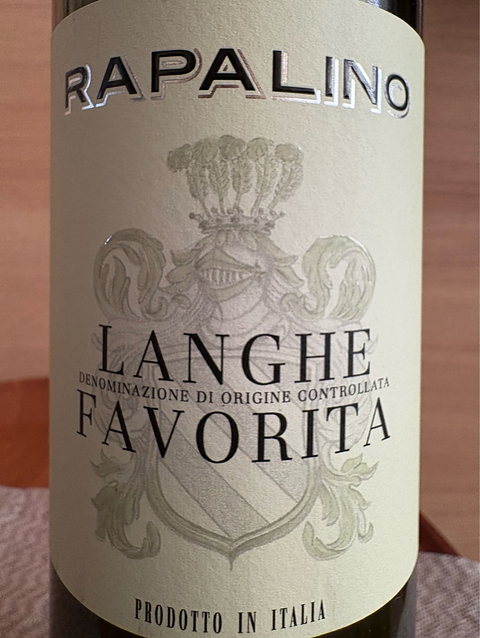 RAPALINO
LANGHE
DENOMINAZIONE DI ORIGINE CONTROLLATA
FAVORITA
PRODOTTO IN ITALIA